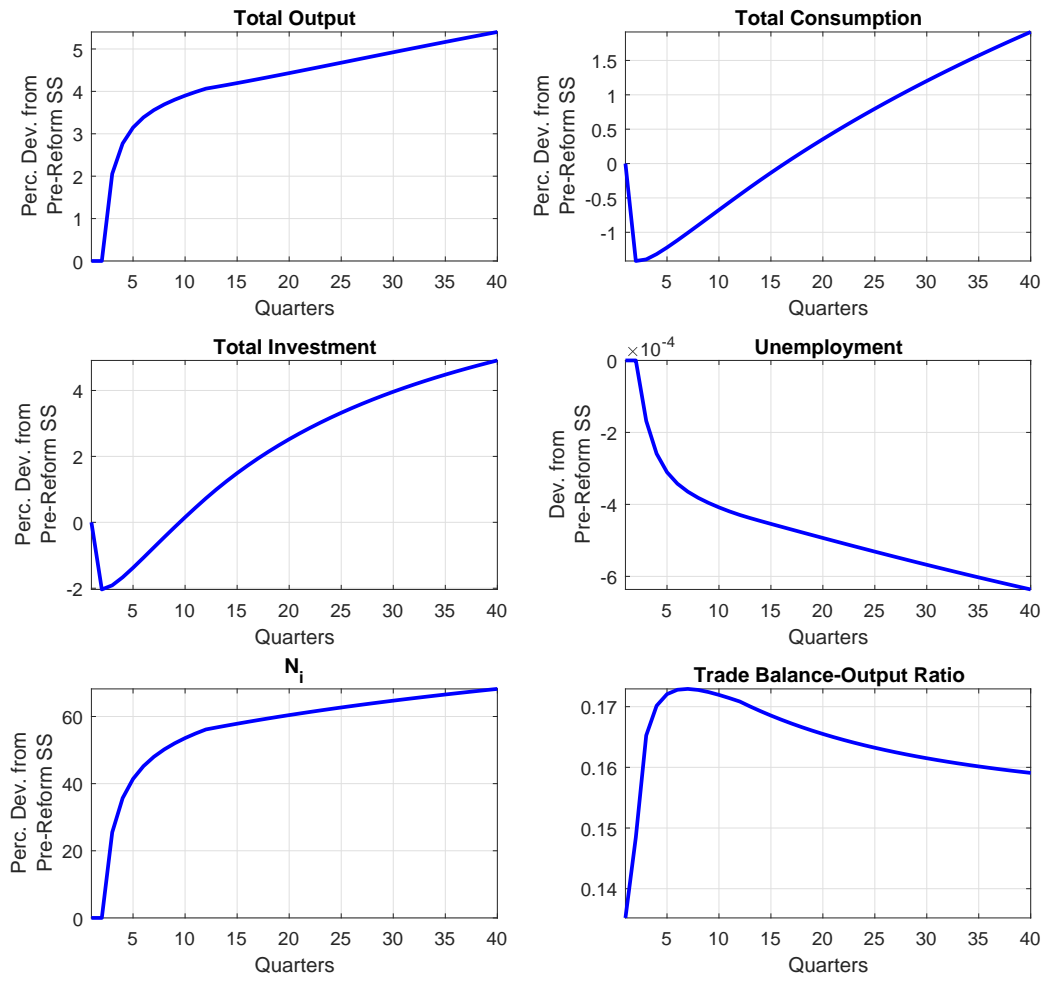 Total Output
Perc. Dev. from
Pre-Reform SS
5
4
3
2
1
0
5 10 15 20 25 30 35 40
Quarters
Total Consumption
Perc. Dev. from
Pre-Reform SS
1.5
1
0.5
0
-0.5
-1
5 10 15 20 25 30 35 40
Quarters
Total Investment
Perc. Dev. from
Pre-Reform SS
4
2
0
-2
5 10 15 20 25 30 35 40
Quarters
Unemployment
×10⁻⁴
Dev. from
Pre-Reform SS
0
-2
-4
-6
5 10 15 20 25 30 35 40
Quarters
Nᵢ
Perc. Dev. from
Pre-Reform SS
60
40
20
0
5 10 15 20 25 30 35 40
Quarters
Trade Balance-Output Ratio
0.17
0.16
0.15
0.14
5 10 15 20 25 30 35 40
Quarters